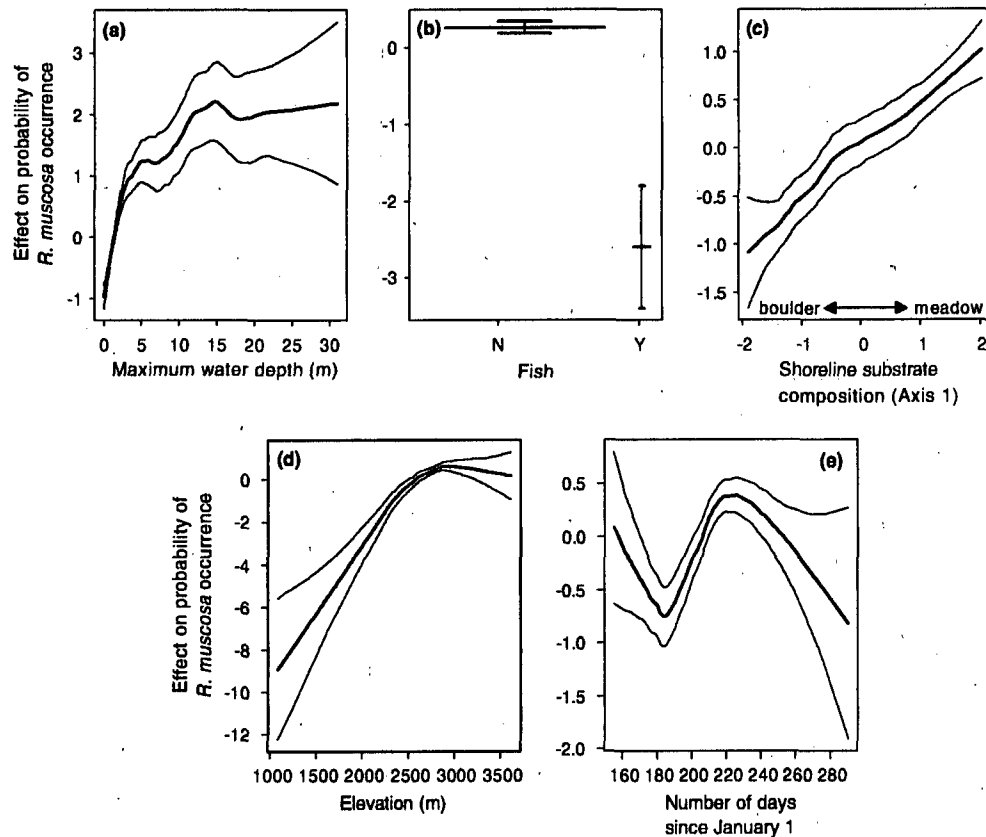 (a)
Effect on probability of
R. muscosa occurrence
3
2
1
0
-1
0 5 10 15 20 25 30
Maximum water depth (m)
(b)
0
-1
-2
-3
N Y
Fish
(c)
1.0
0.5
0.0
-0.5
-1.0
-1.5
boulder meadow
-2 -1 0 1 2
Shoreline substrate
composition (Axis 1)
(d)
Effect on probability of
R. muscosa occurrence
0
-2
-4
-6
-8
-10
-12
1000 1500 2000 2500 3000 3500
Elevation (m)
(e)
0.5
0.0
-0.5
-1.0
-1.5
-2.0
160 180 200 220 240 260 280
Number of days
since January 1